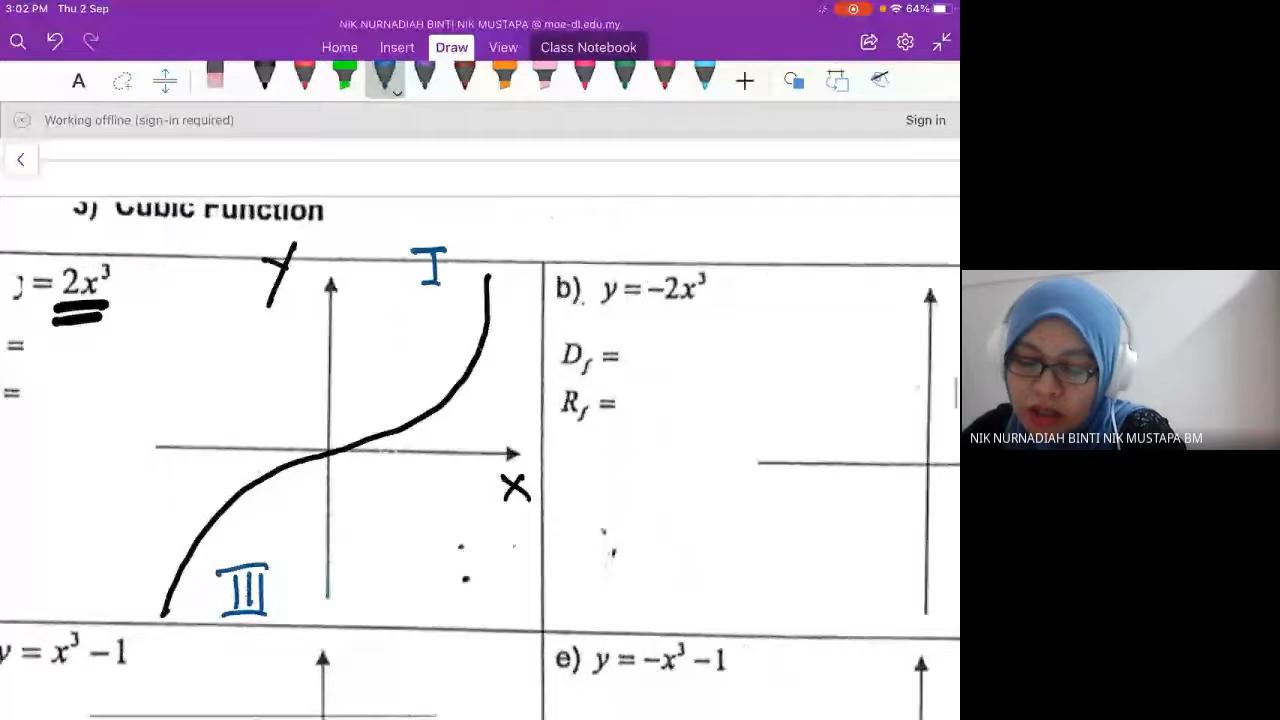 3:02 PM Thu 2 Sep
64%
NIK NURNADIAH BINTI NIK MUSTAPA @ moe-dl.edu.my
Home Insert Draw View Class Notebook
A
Working offline (sign-in required) Sign in
3) Cubic Function
y I
= 2x³
b) y = -2x³
=
D_f =
=
R_f =
x
III
NIK NURNADIAH BINTI NIK MUSTAPA BM
y = x³ - 1
e) y = -x³ - 1